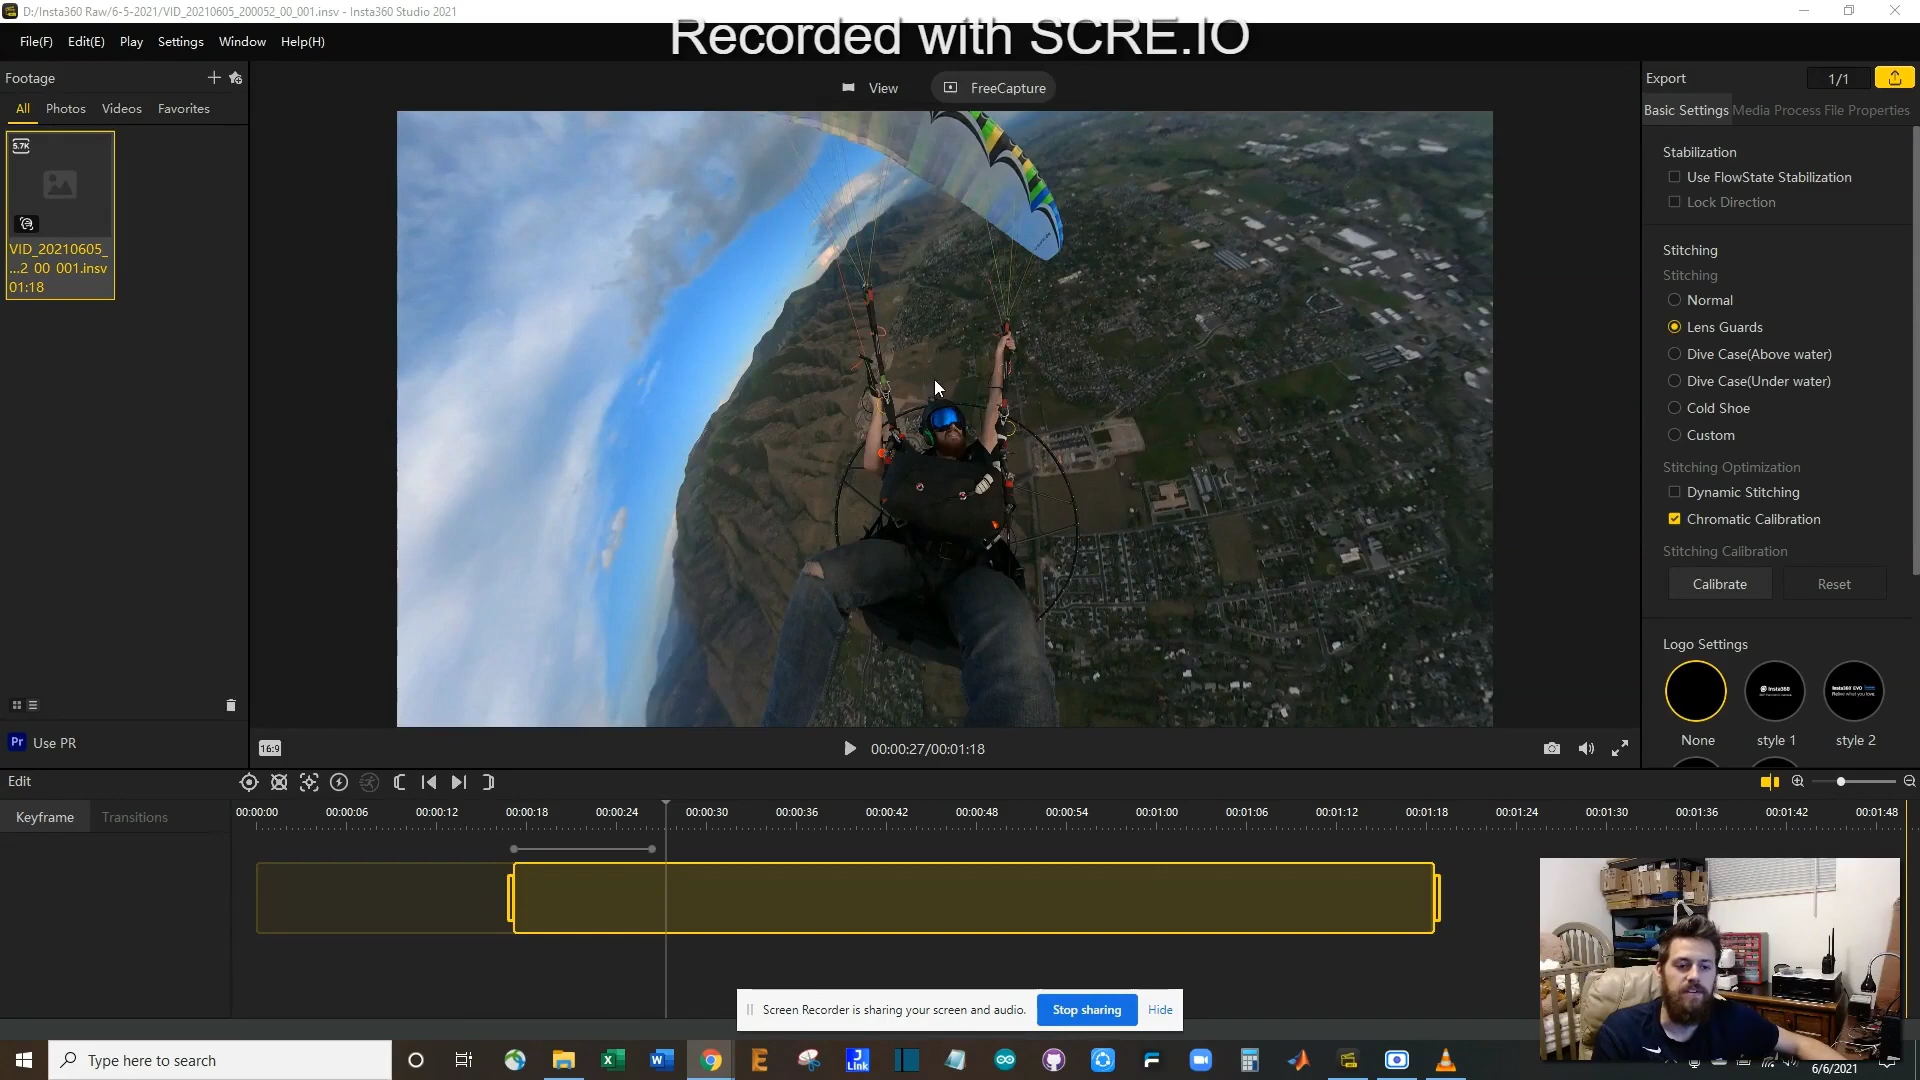 D:/Insta360 Raw/6-5-2021/VID_20210605_200052_00_001.insv - Insta360 Studio 2021
Recorded with SCRE.IO
File(F) Edit(E) Play Settings Window Help(H)
Footage
All Photos Videos Favorites
5.7K
VID_20210605_
...2_00_001.insv
01:18
Pr Use PR
View FreeCapture
16:9
00:00:27/00:01:18
Export 1/1
Basic Settings Media Process File Properties
Stabilization
Use FlowState Stabilization
Lock Direction
Stitching
Stitching
Normal
Lens Guards
Dive Case(Above water)
Dive Case(Under water)
Cold Shoe
Custom
Stitching Optimization
Dynamic Stitching
Chromatic Calibration
Stitching Calibration
Calibrate Reset
Logo Settings
Insta360
Insta360 EVO
None style 1 style 2
Edit
Keyframe Transitions
00:00:00 00:00:06 00:00:12 00:00:18 00:00:24 00:00:30 00:00:36 00:00:42 00:00:48 00:00:54 00:01:00 00:01:06 00:01:12 00:01:18 00:01:24 00:01:30 00:01:36 00:01:42 00:01:48
Screen Recorder is sharing your screen and audio. Stop sharing Hide
Type here to search
J
Link
6/6/2021